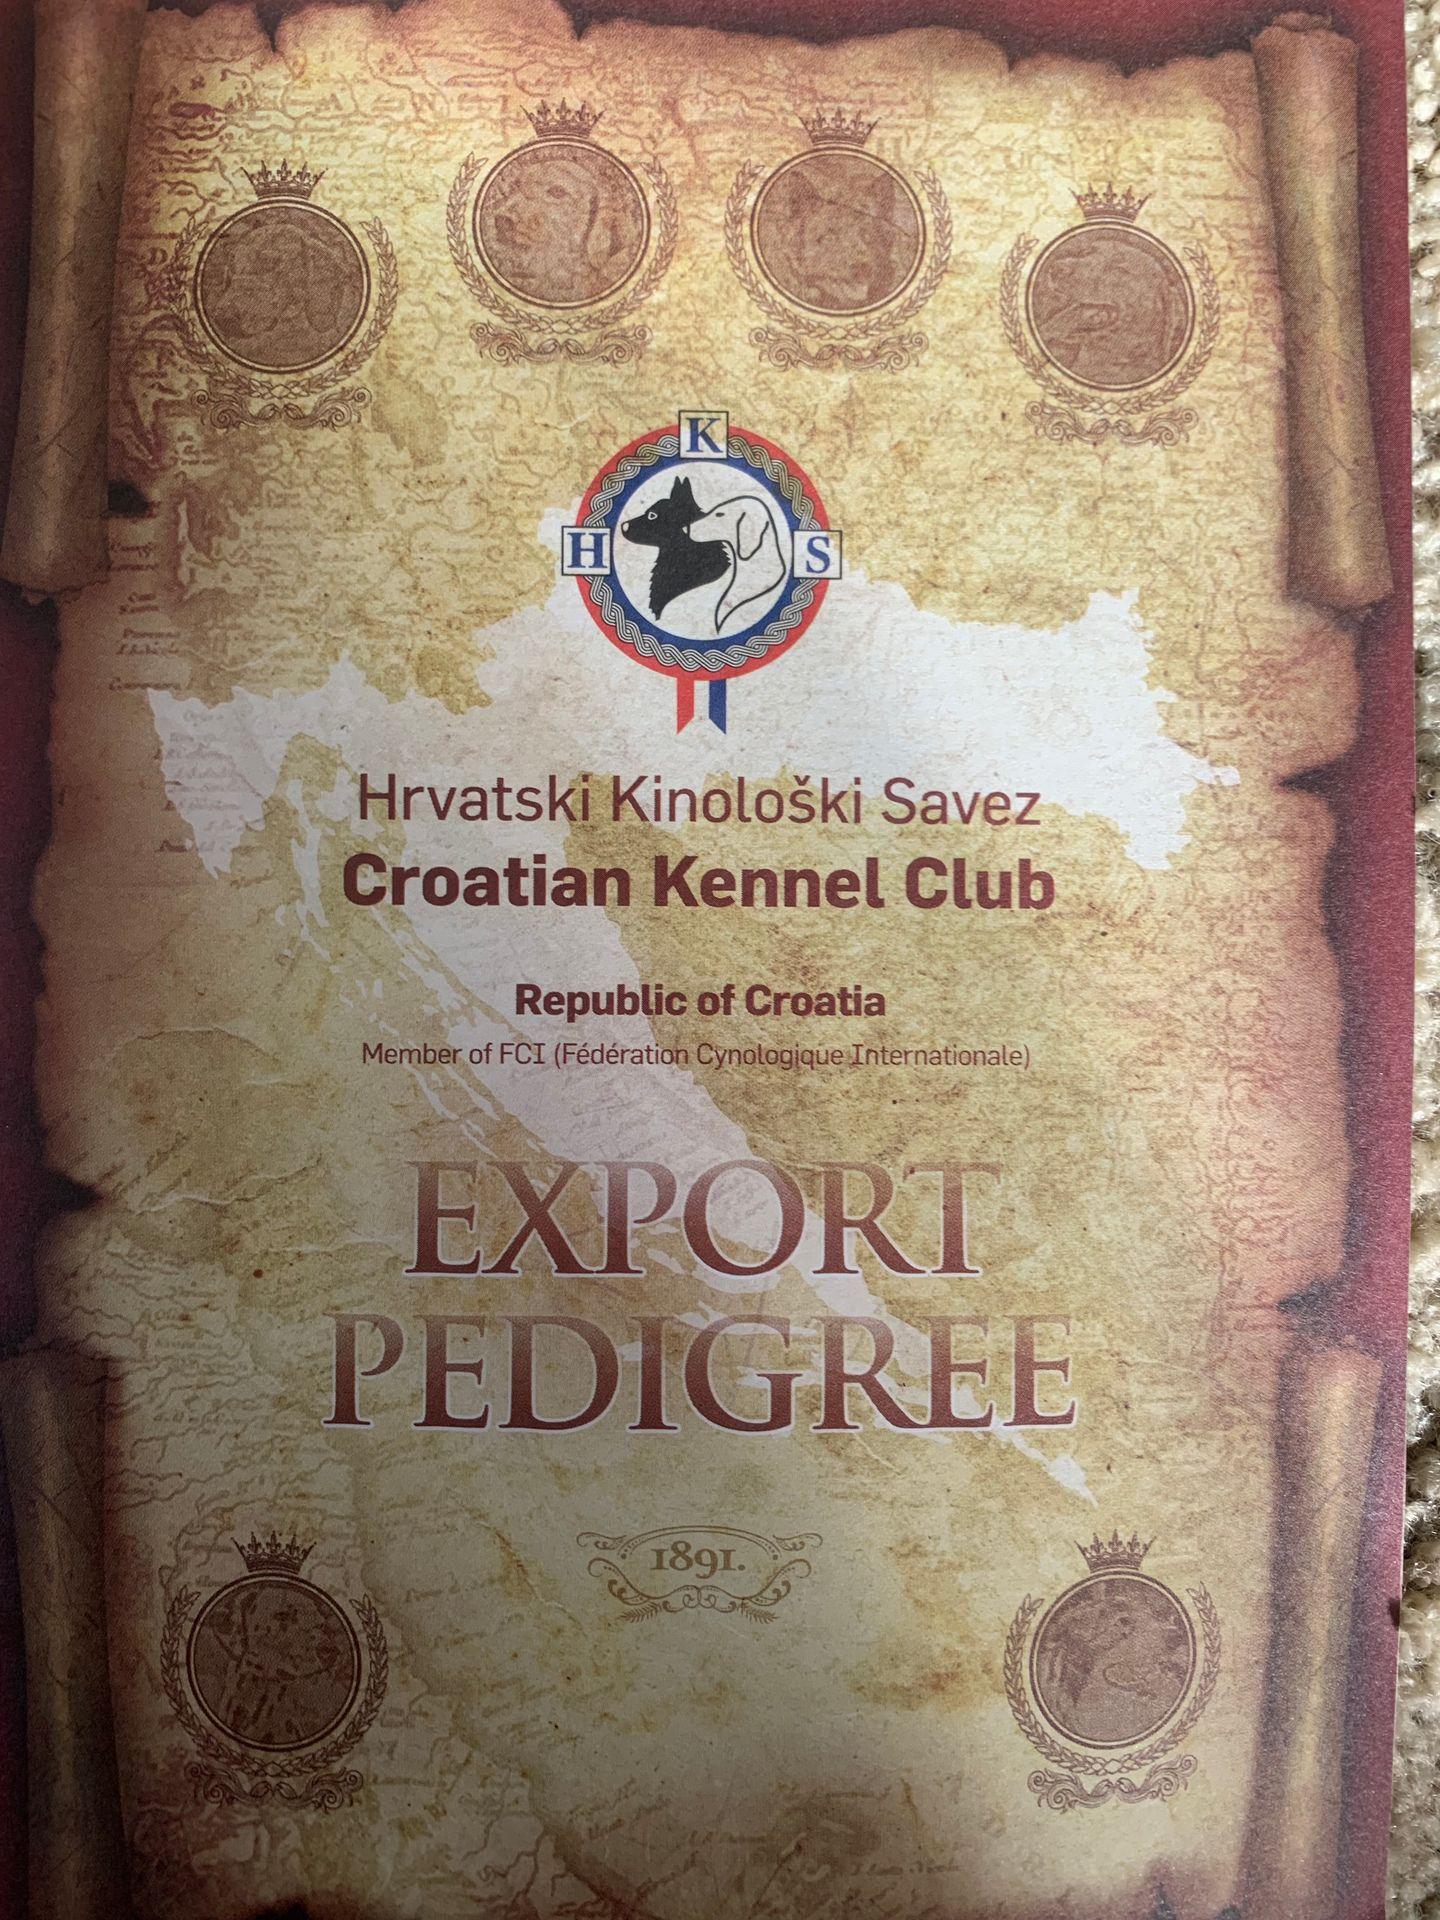 K
H S
Hrvatski Kinološki Savez
Croatian Kennel Club
Republic of Croatia
Member of FCI (Fédération Cynologique Internationale)
EXPORT
PEDIGREE
1891.